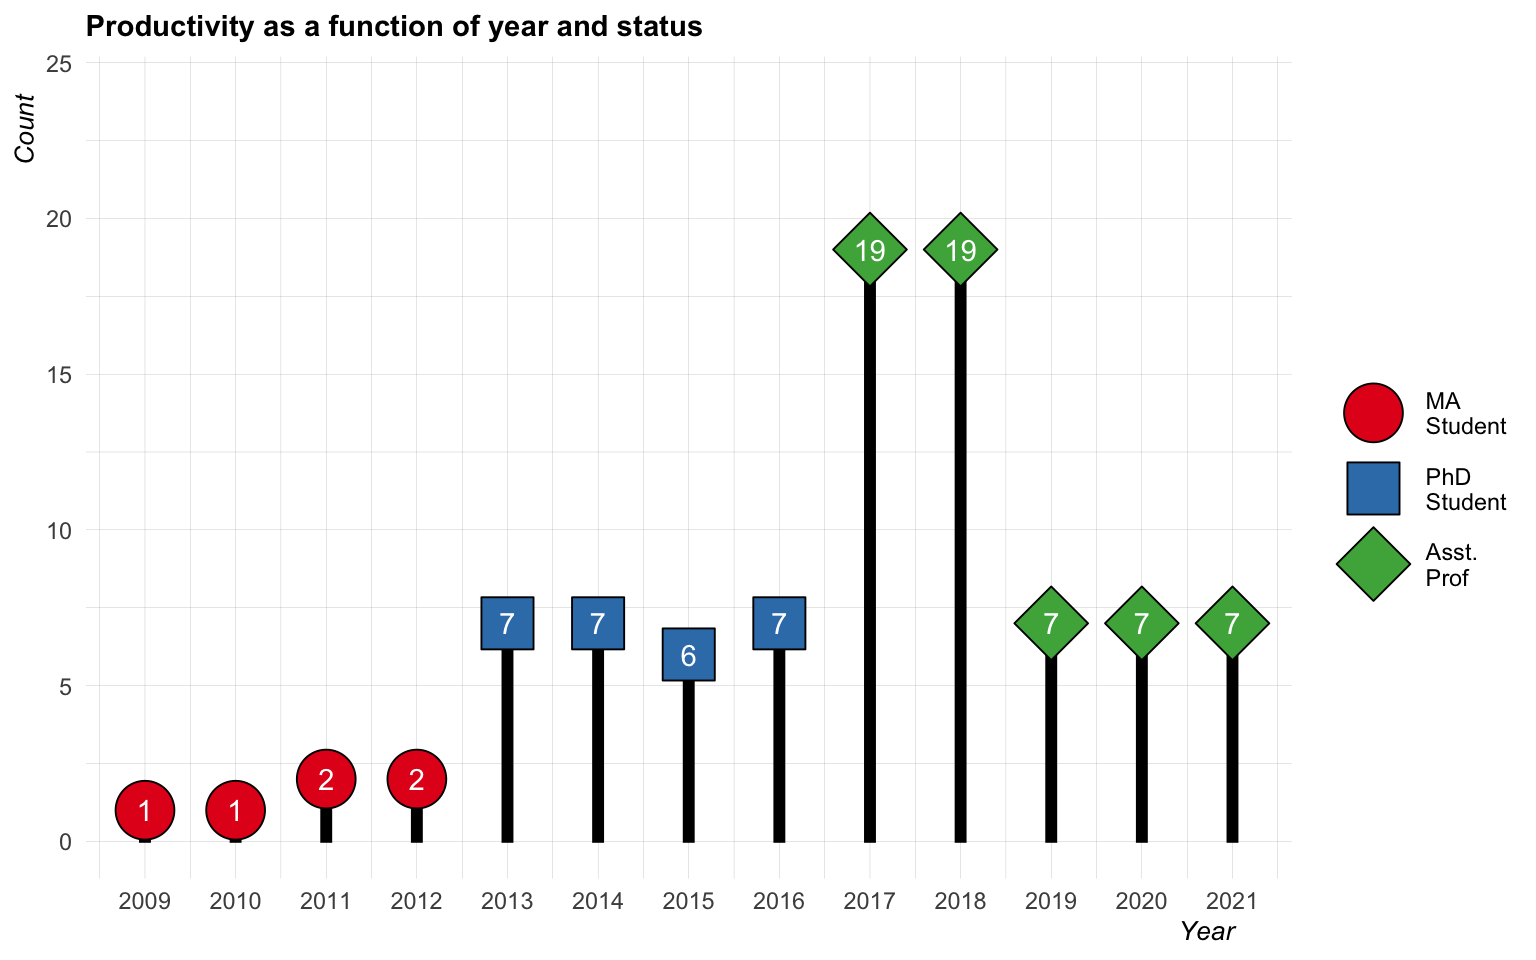 Productivity as a function of year and status
Count
25
20
15
10
5
0
1
1
2
2
7
7
6
7
19
19
7
7
7
2009 2010 2011 2012 2013 2014 2015 2016 2017 2018 2019 2020 2021
Year
MA
Student
PhD
Student
Asst.
Prof